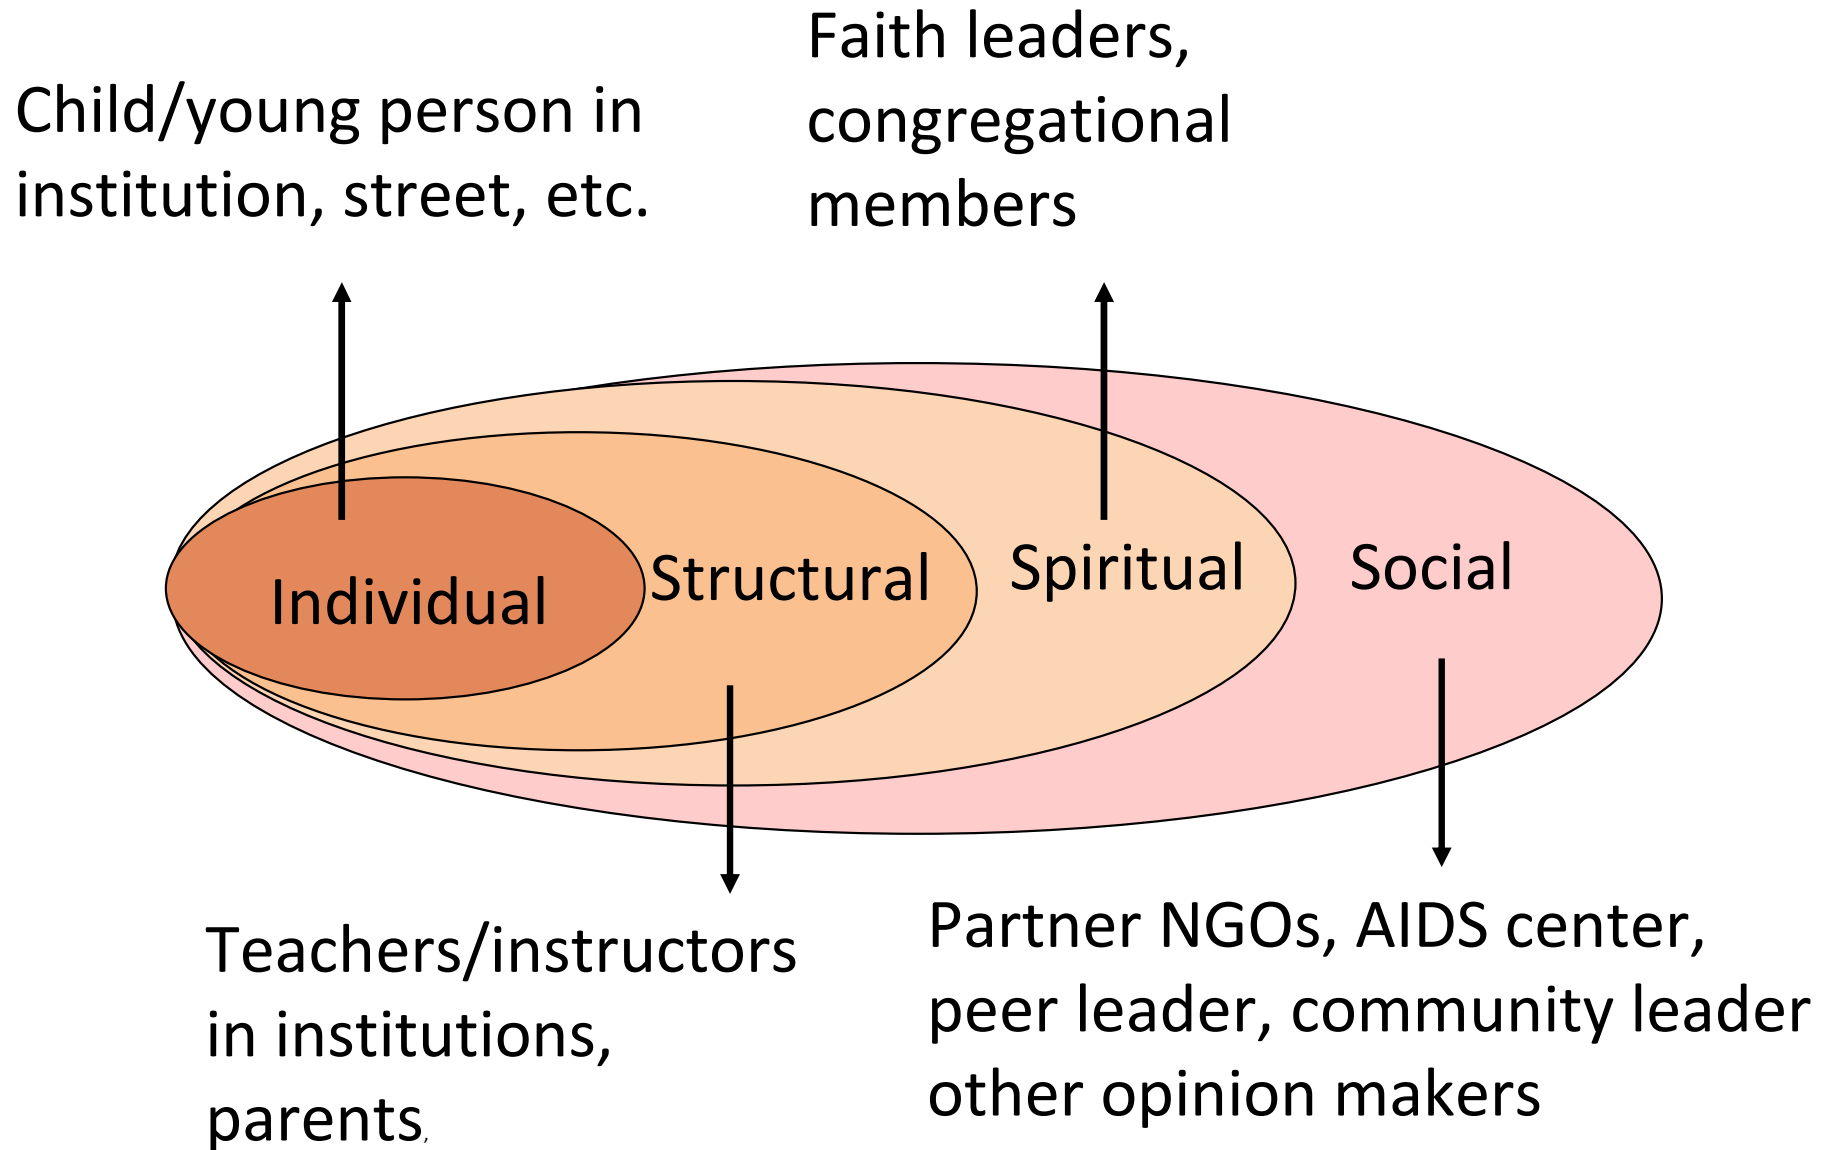 Faith leaders,
congregational
members
Child/young person in
institution, street, etc.
Individual
Structural
Spiritual
Social
Teachers/instructors
in institutions,
parents,
Partner NGOs, AIDS center,
peer leader, community leader
other opinion makers